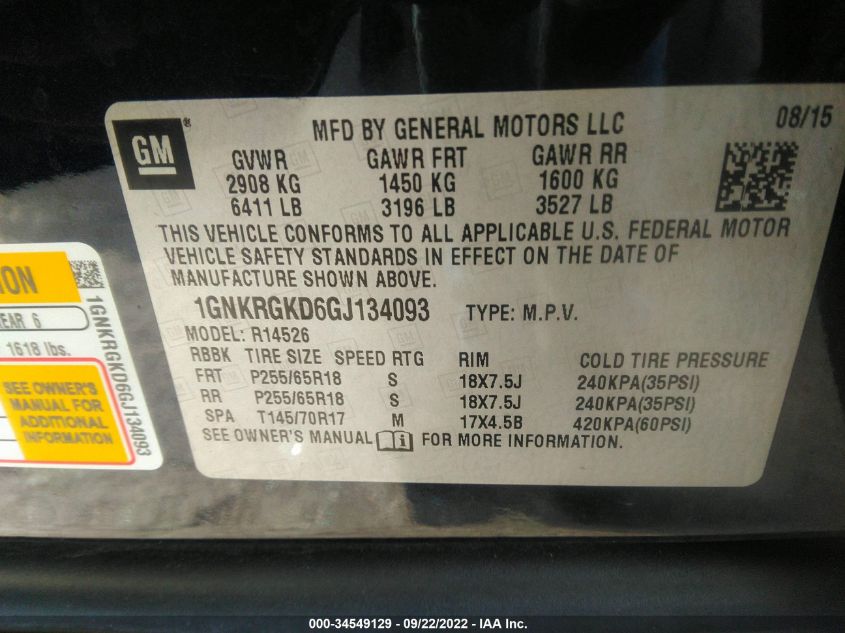 GM ®
MFD BY GENERAL MOTORS LLC
08/15
GVWR GAWR FRT GAWR RR
2908 KG 1450 KG 1600 KG
6411 LB 3196 LB 3527 LB
THIS VEHICLE CONFORMS TO ALL APPLICABLE U.S. FEDERAL MOTOR
VEHICLE SAFETY STANDARDS IN EFFECT ON THE DATE OF
MANUFACTURE SHOWN ABOVE.
1GNKRGKD6GJ134093 TYPE: M.P.V.
MODEL: R14526
RBBK TIRE SIZE SPEED RTG RIM COLD TIRE PRESSURE
FRT P255/65R18 S 18X7.5J 240KPA(35PSI)
RR P255/65R18 S 18X7.5J 240KPA(35PSI)
SPA T145/70R17 M 17X4.5B 420KPA(60PSI)
SEE OWNER'S MANUAL FOR MORE INFORMATION.
ION
EAR 6
1618 lbs.
SEE OWNER'S
MANUAL FOR
ADDITIONAL
INFORMATION
1GNKRGKD6GJ134093
000-34549129 - 09/22/2022 - IAA Inc.